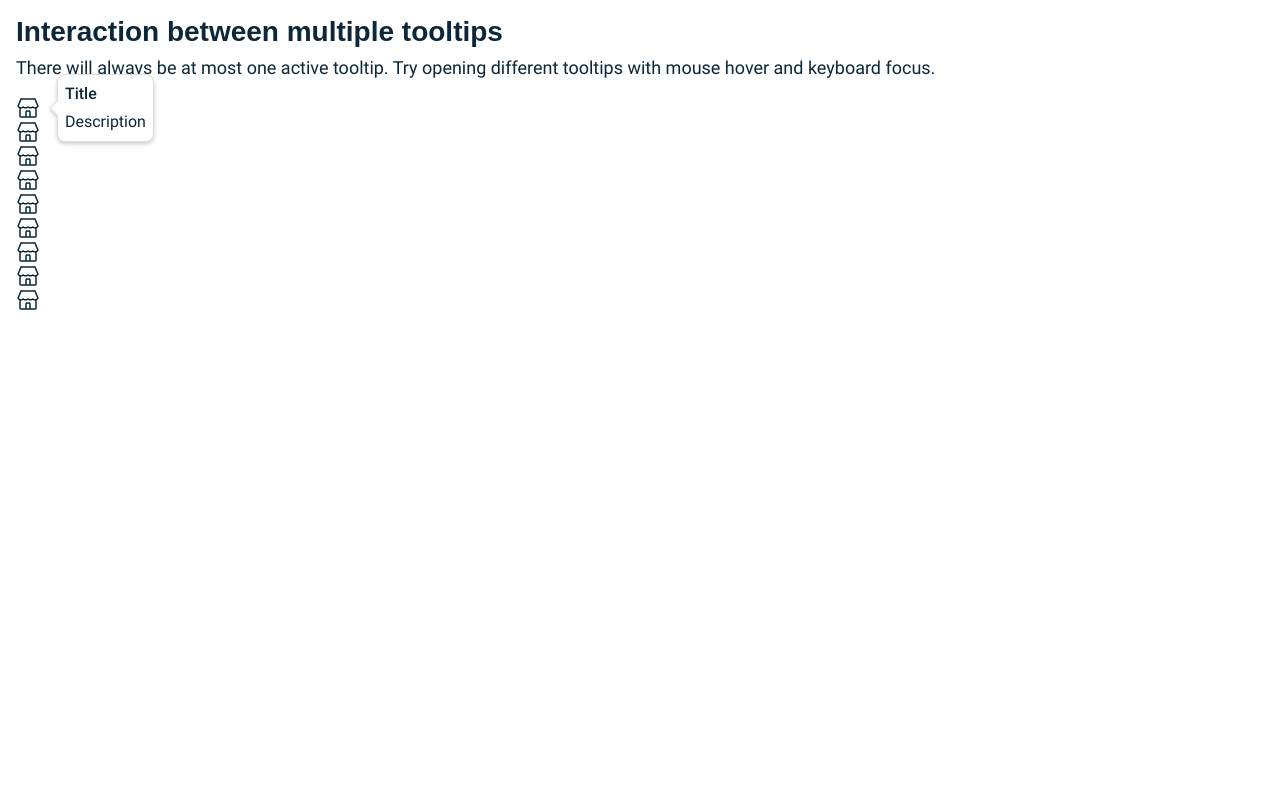 Interaction between multiple tooltips
There will always be at most one active tooltip. Try opening different tooltips with mouse hover and keyboard focus.
Title
Description